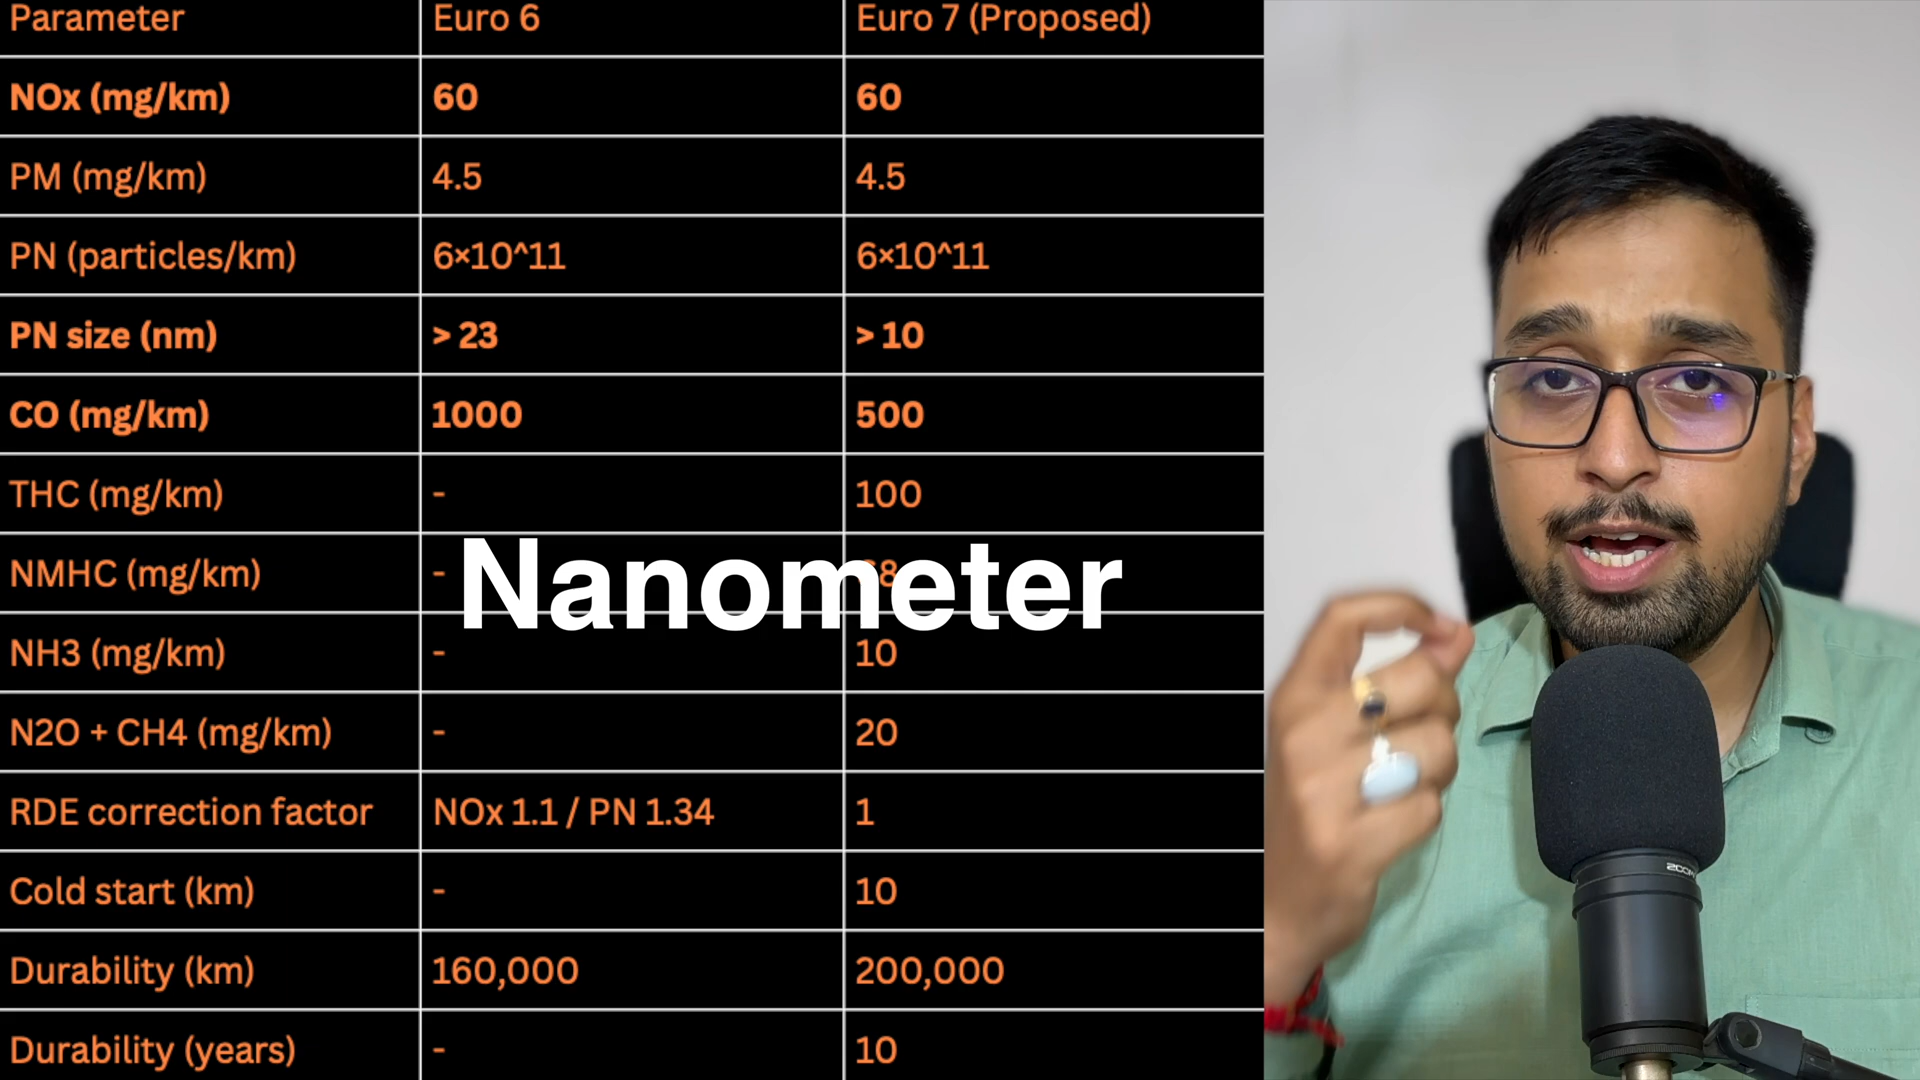 Parameter Euro 6 Euro 7 (Proposed)
NOx (mg/km) 60 60
PM (mg/km) 4.5 4.5
PN (particles/km) 6×10^11 6×10^11
PN size (nm) > 23 > 10
CO (mg/km) 1000 500
THC (mg/km) - 100
NMHC (mg/km) -
Nanometer
NH3 (mg/km) - 10
N2O + CH4 (mg/km) - 20
RDE correction factor NOx 1.1 / PN 1.34 1
Cold start (km) - 10
Durability (km) 160,000 200,000
Durability (years) - 10